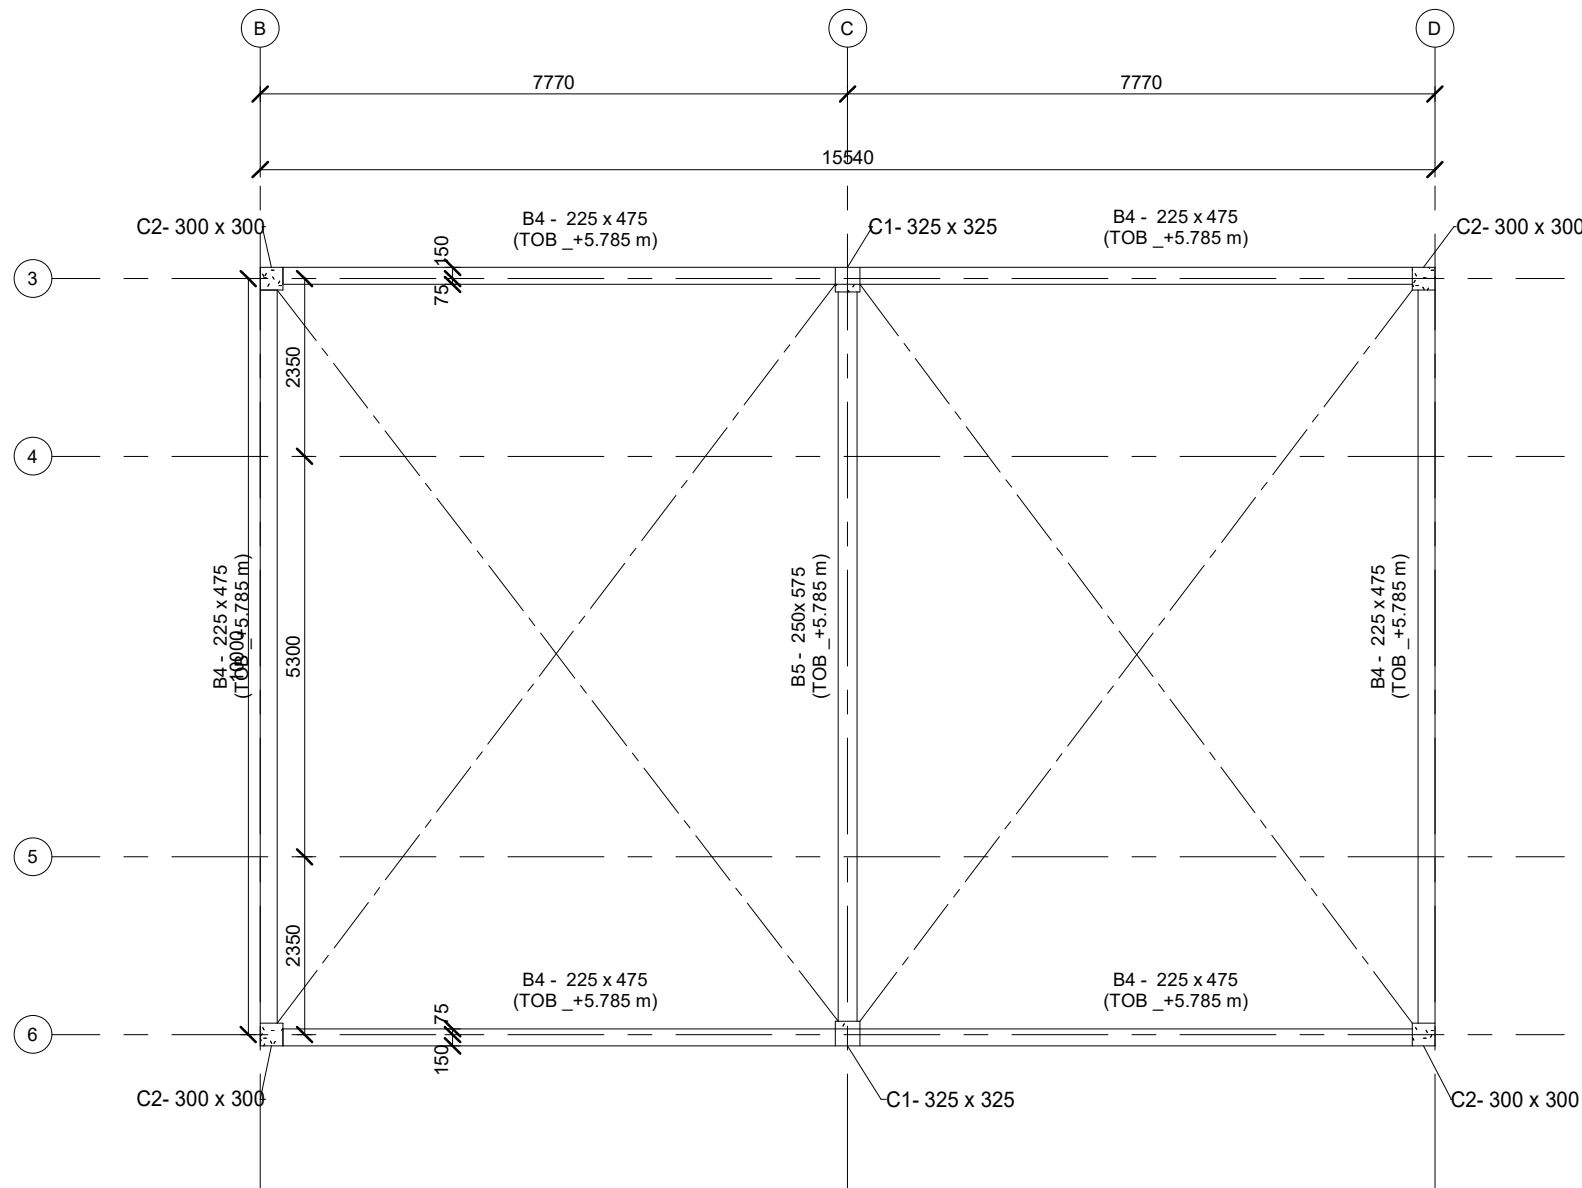 B
C
D
7770
7770
15540
C2- 300 x 300
B4 - 225 x 475
(TOB _+5.785 m)
C1- 325 x 325
B4 - 225 x 475
(TOB _+5.785 m)
C2- 300 x 300
150
3
75
2350
4
B4 - 225 x 475
(TOB _+5.785 m)
10000
5300
B5 - 250x 575
(TOB _+5.785 m)
B4 - 225 x 475
(TOB _+5.785 m)
5
2350
B4 - 225 x 475
(TOB _+5.785 m)
B4 - 225 x 475
(TOB _+5.785 m)
75
6
150
C2- 300 x 300
C1- 325 x 325
C2- 300 x 300